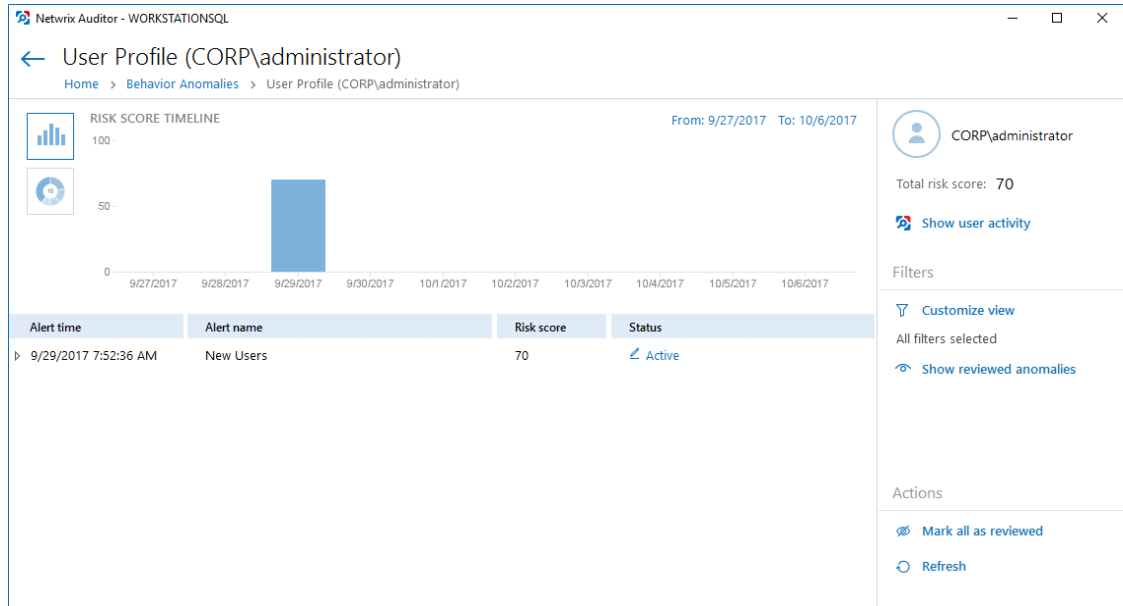 Netwrix Auditor - WORKSTATIONSQL
User Profile (CORP\administrator)
Home > Behavior Anomalies > User Profile (CORP\administrator)
RISK SCORE TIMELINE
From: 9/27/2017 To: 10/6/2017
100
50
0
9/27/2017 9/28/2017 9/29/2017 9/30/2017 10/1/2017 10/2/2017 10/3/2017 10/4/2017 10/5/2017 10/6/2017
10
Alert time Alert name Risk score Status
9/29/2017 7:52:36 AM New Users 70 Active
CORP\administrator
Total risk score: 70
Show user activity
Filters
Customize view
All filters selected
Show reviewed anomalies
Actions
Mark all as reviewed
Refresh